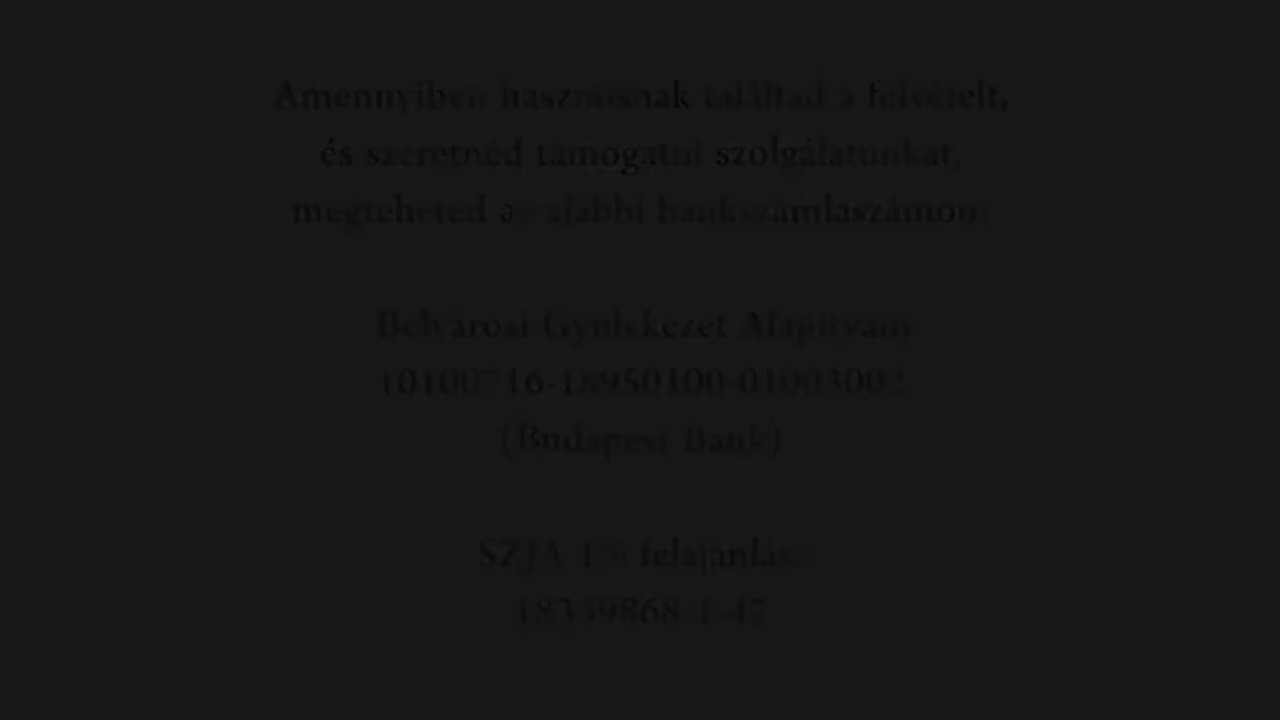 Amennyiben hasznosnak találtad a felvételt,
és szeretnéd támogatni szolgálatunkat,
megteheted az alábbi bankszámlaszámon:
Belvárosi Gyülekezet Alapítvány
10100716-18950100-01003002
(Budapest Bank)
SZJA 1% felajánlás:
18339868-1-42